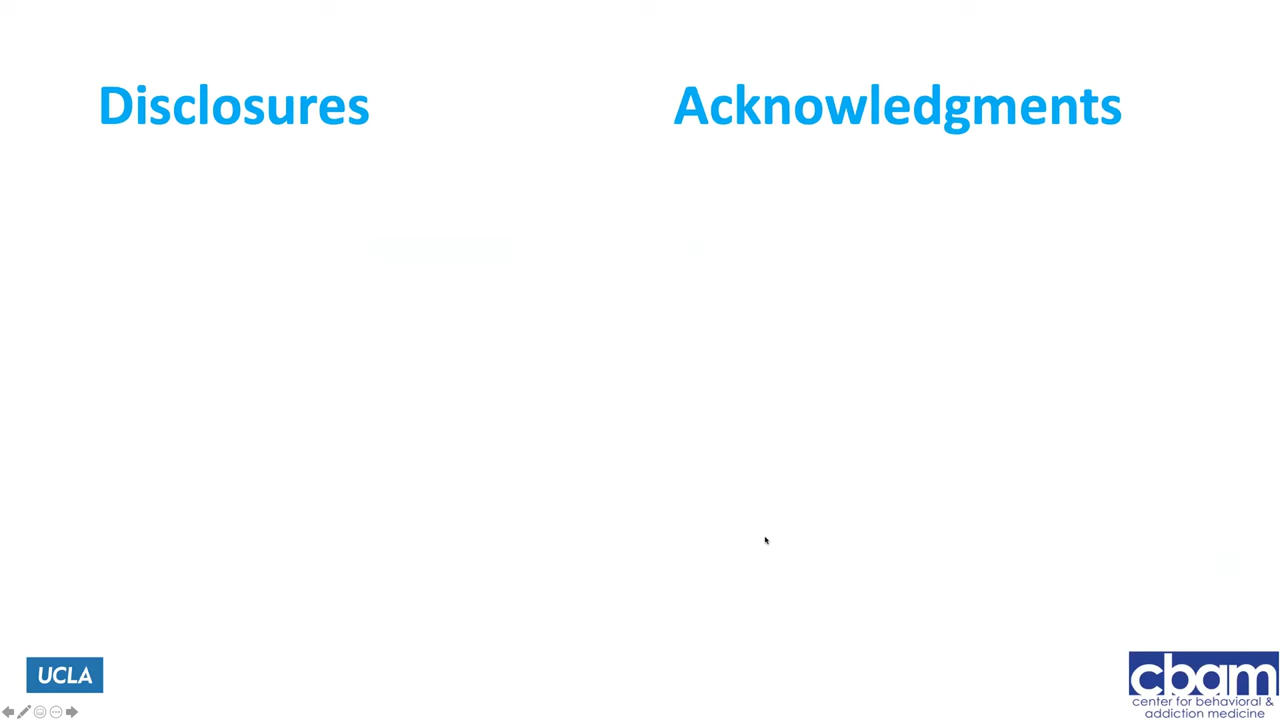 Disclosures
Acknowledgments
UCLA
cbam
center for behavioral &
addiction medicine